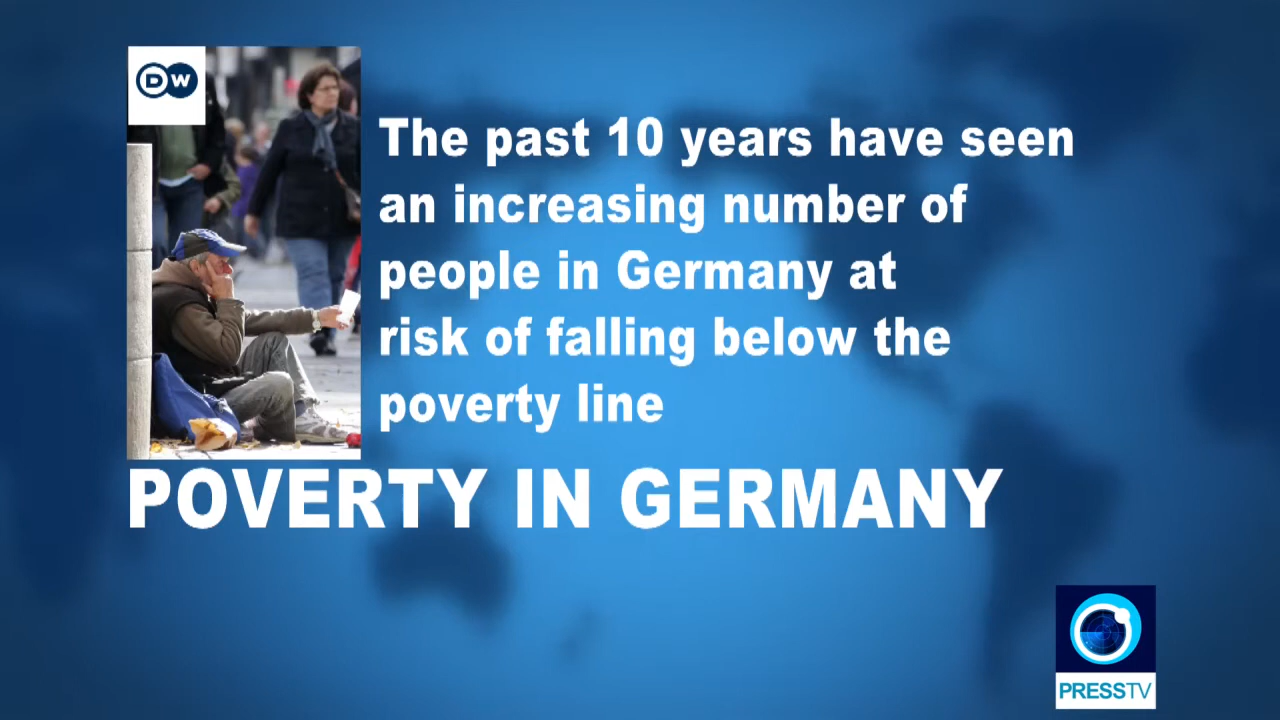 DW
The past 10 years have seen
an increasing number of
people in Germany at
risk of falling below the
poverty line
POVERTY IN GERMANY
PRESSTV